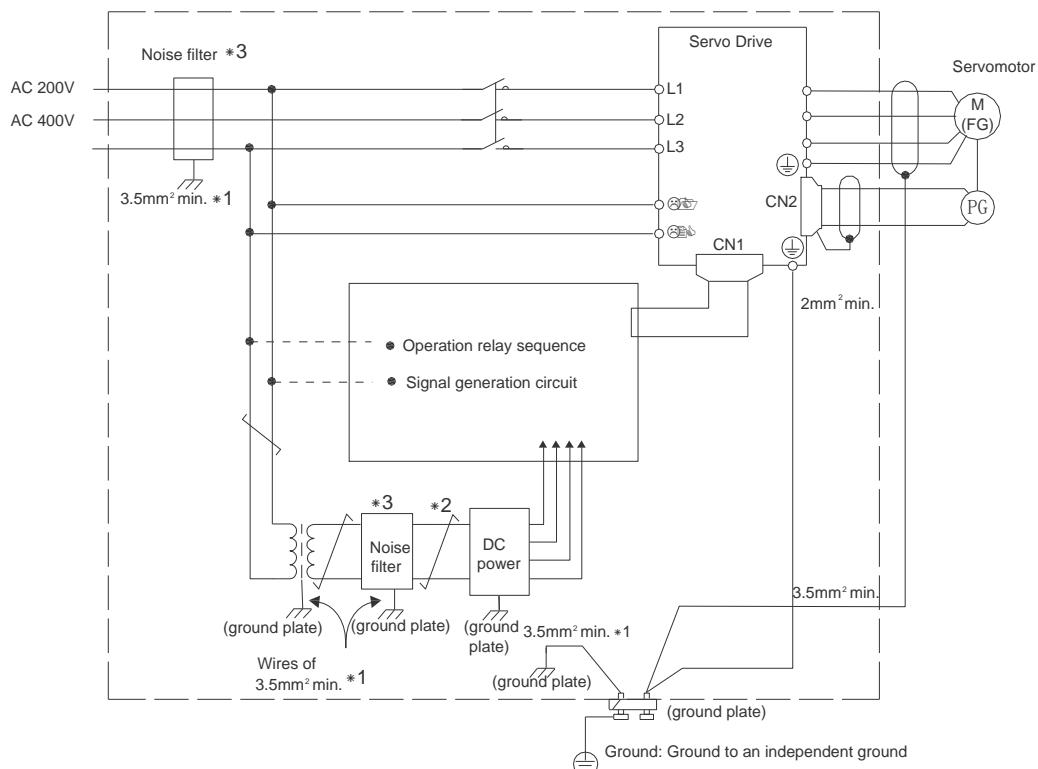 Servo Drive
Noise filter *3
Servomotor
AC 200V
L1
M
(FG)
AC 400V
L2
L3
3.5mm² min. *1
CN2
PG
CN1
2mm² min.
Operation relay sequence
Signal generation circuit
*3
*2
Noise
filter
DC
power
3.5mm² min.
(ground plate)
(ground plate)
(ground
plate)
3.5mm² min. *1
Wires of
3.5mm² min. *1
(ground plate)
(ground plate)
Ground: Ground to an independent ground